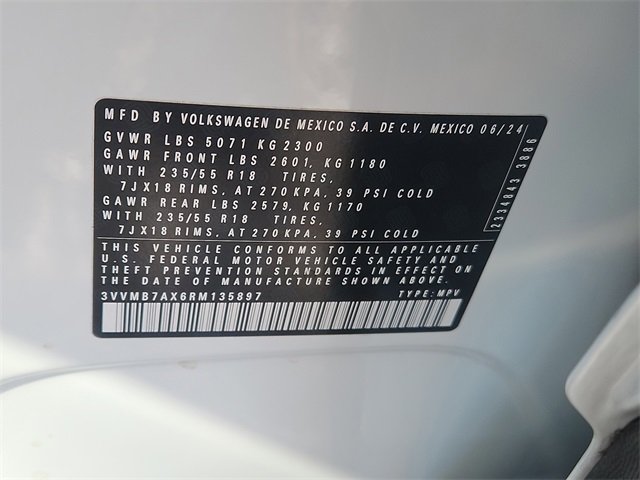 MFD BY VOLKSWAGEN DE MEXICO S.A. DE C.V. MEXICO 06/24
GVWR LBS 5071 KG 2300
GAWR FRONT LBS 2601, KG 1180
WITH 235/55 R18 TIRES,
7JX18 RIMS, AT 270 KPA, 39 PSI COLD
GAWR REAR LBS 2579, KG 1170
WITH 235/55 R18 TIRES,
7JX18 RIMS, AT 270 KPA, 39 PSI COLD
THIS VEHICLE CONFORMS TO ALL APPLICABLE
U.S. FEDERAL MOTOR VEHICLE SAFETY AND
THEFT PREVENTION STANDARDS IN EFFECT ON
THE DATE OF MANUFACTURE SHOWN ABOVE.
3VVMB7AX6RM135897 TYPE: MPV
2334843 3886